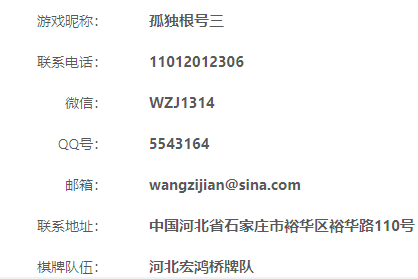 游戏昵称： 孤独根号三
联系电话： 11012012306
微信： WZJ1314
QQ号： 5543164
邮箱： wangzijian@sina.com
联系地址： 中国河北省石家庄市裕华区裕华路110号
棋牌队伍： 河北宏鸿桥牌队